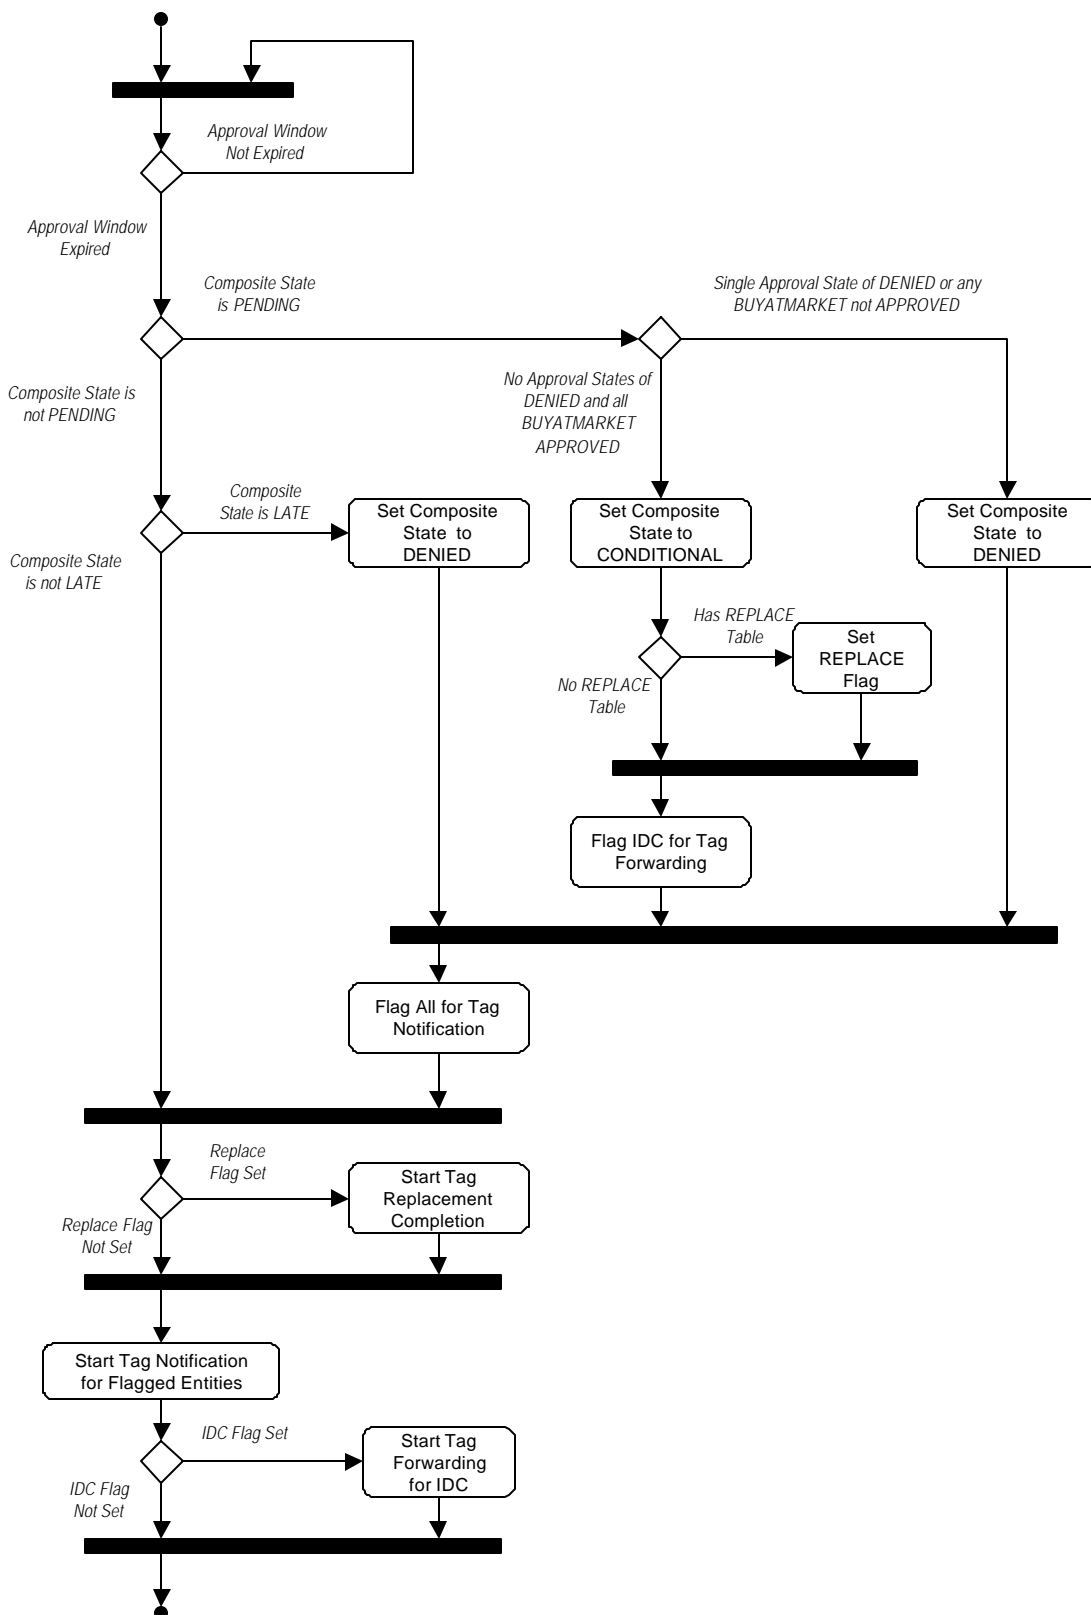 Approval Window
Not Expired
Approval Window
Expired
Composite State
is PENDING
Single Approval State of DENIED or any
BUYATMARKET not APPROVED
Composite State is
not PENDING
No Approval States of
DENIED and all
BUYATMARKET
APPROVED
Composite
State is LATE
Set Composite
State to
DENIED
Set Composite
State to
CONDITIONAL
Set Composite
State to
DENIED
Composite State
is not LATE
Has REPLACE
Table
Set
REPLACE
Flag
No REPLACE
Table
Flag IDC for Tag
Forwarding
Flag All for Tag
Notification
Replace
Flag Set
Start Tag
Replacement
Completion
Replace Flag
Not Set
Start Tag Notification
for Flagged Entities
IDC Flag Set
Start Tag
Forwarding
for IDC
IDC Flag
Not Set